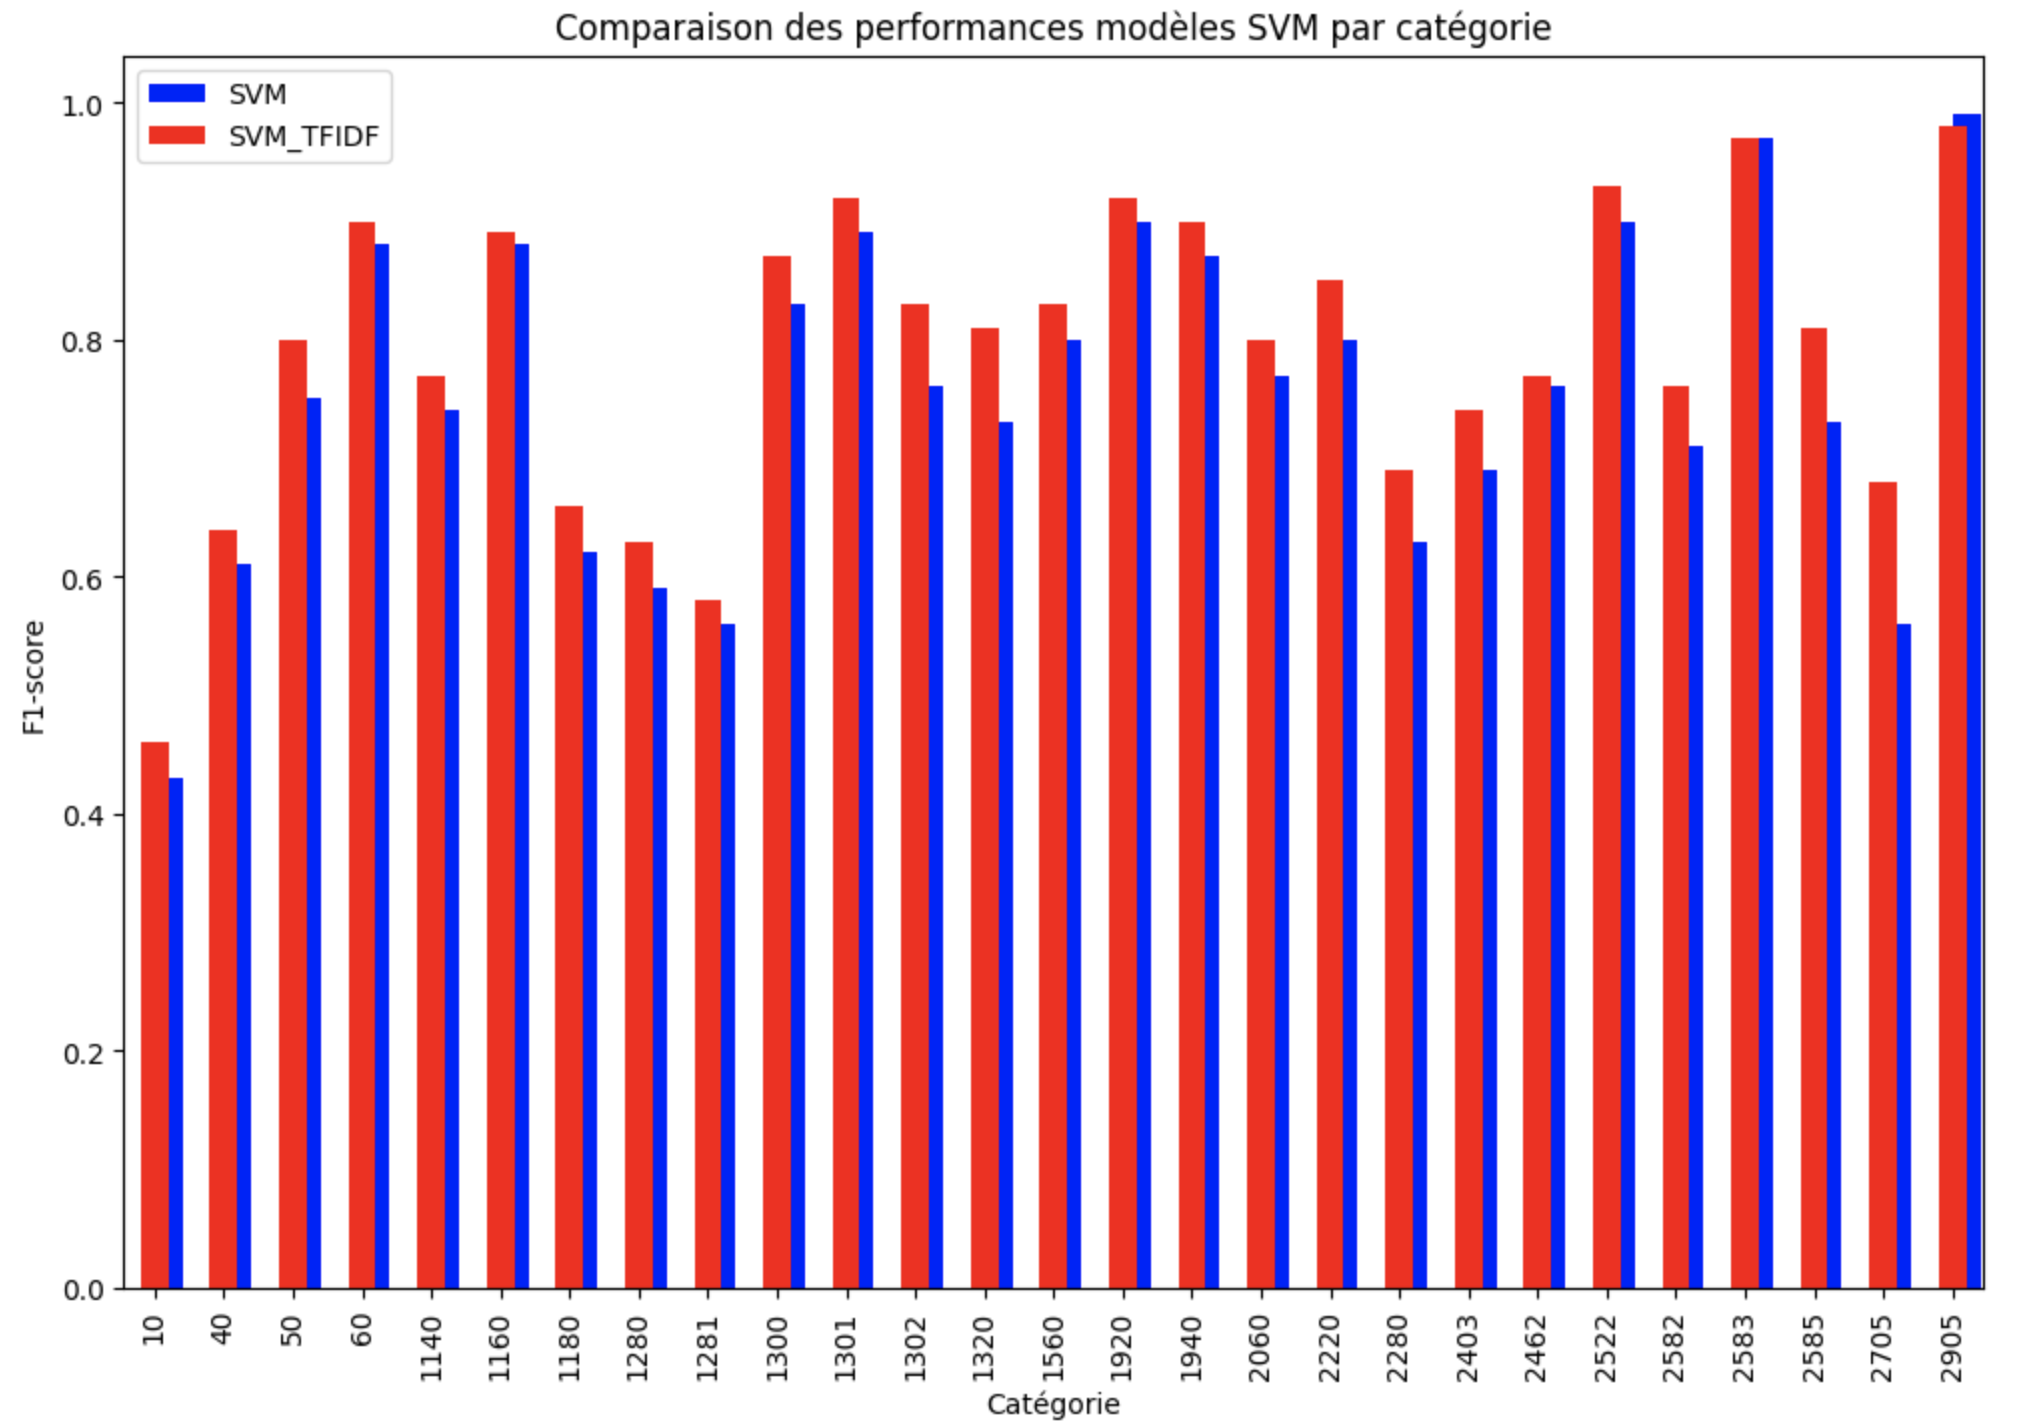 Comparaison des performances modèles SVM par catégorie
SVM
SVM_TFIDF
1.0
0.8
0.6
0.4
0.2
0.0
F1-score
10 40 50 60 1140 1160 1180 1280 1281 1300 1301 1302 1320 1560 1920 1940 2060 2220 2280 2403 2462 2522 2582 2583 2585 2705 2905
Catégorie